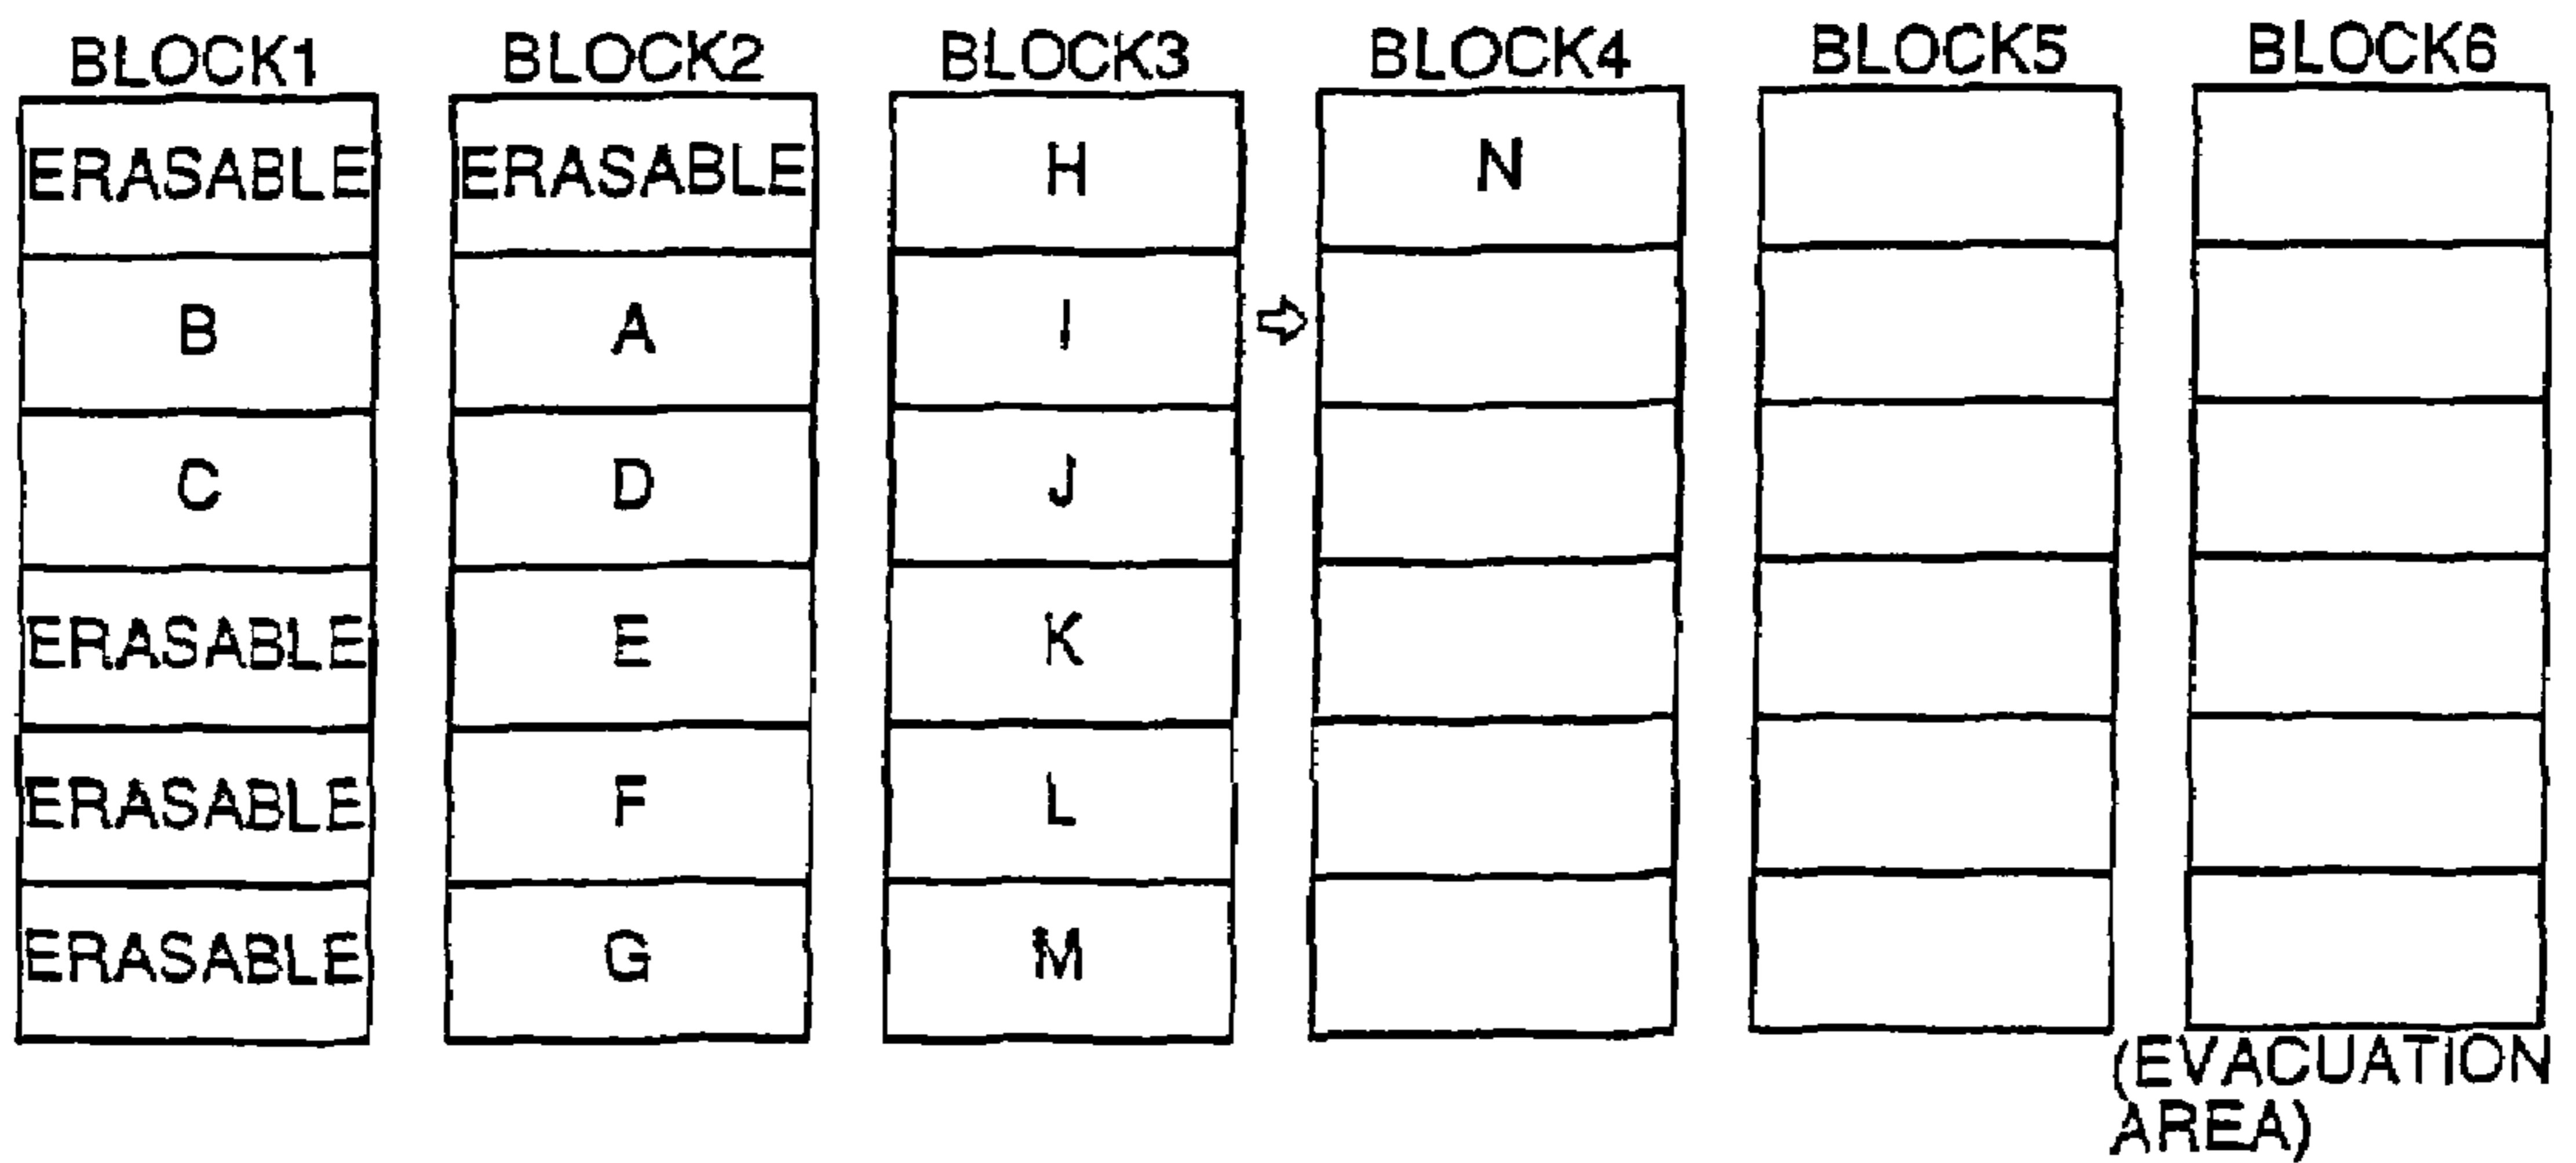 BLOCK1 BLOCK2 BLOCK3 BLOCK4 BLOCK5 BLOCK6
ERASABLE ERASABLE H N
B A I
C D J
ERASABLE E K
ERASABLE F L
ERASABLE G M
(EVACUATION
AREA)